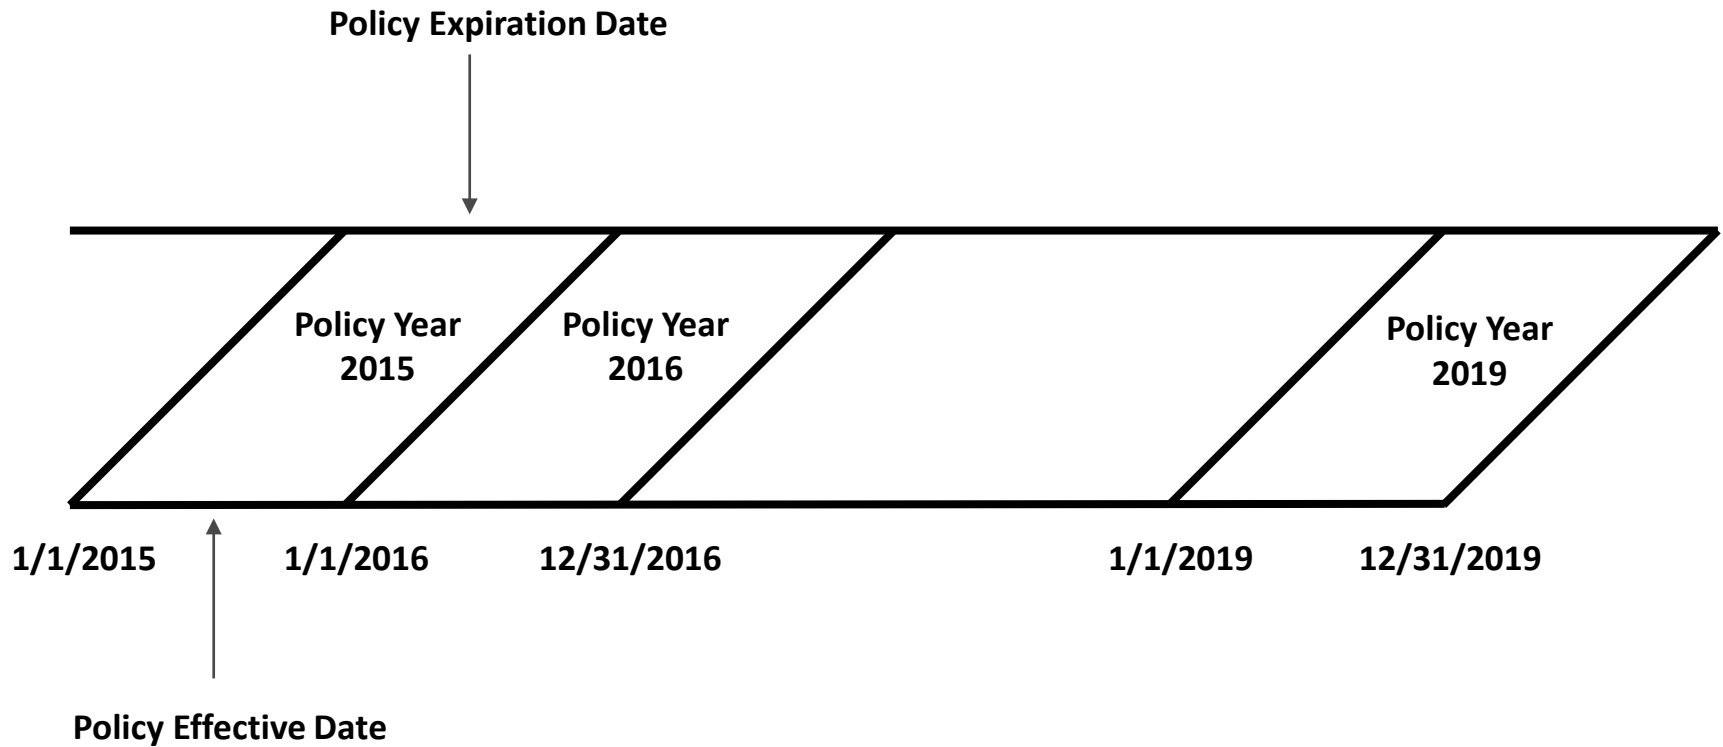 Policy Expiration Date
Policy Year
2015
Policy Year
2016
Policy Year
2019
1/1/2015
1/1/2016
12/31/2016
1/1/2019
12/31/2019
Policy Effective Date